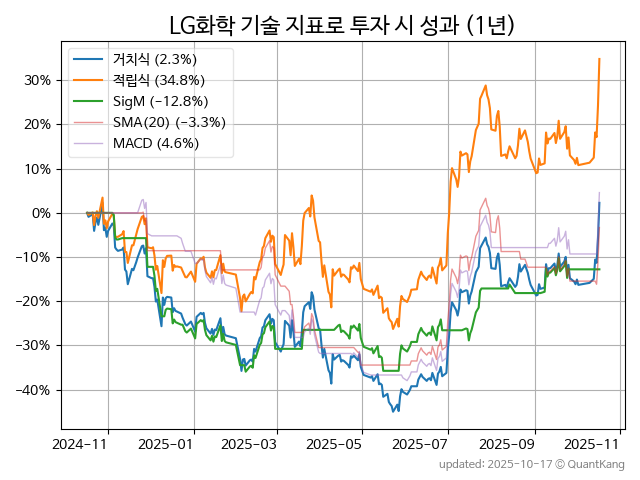 LG화학 기술 지표로 투자 시 성과 (1년)
거치식 (2.3%)
적립식 (34.8%)
SigM (−12.8%)
SMA(20) (−3.3%)
MACD (4.6%)
30%
20%
10%
0%
−10%
−20%
−30%
−40%
2024-11 2025-01 2025-03 2025-05 2025-07 2025-09 2025-11
updated: 2025-10-17 © QuantKang